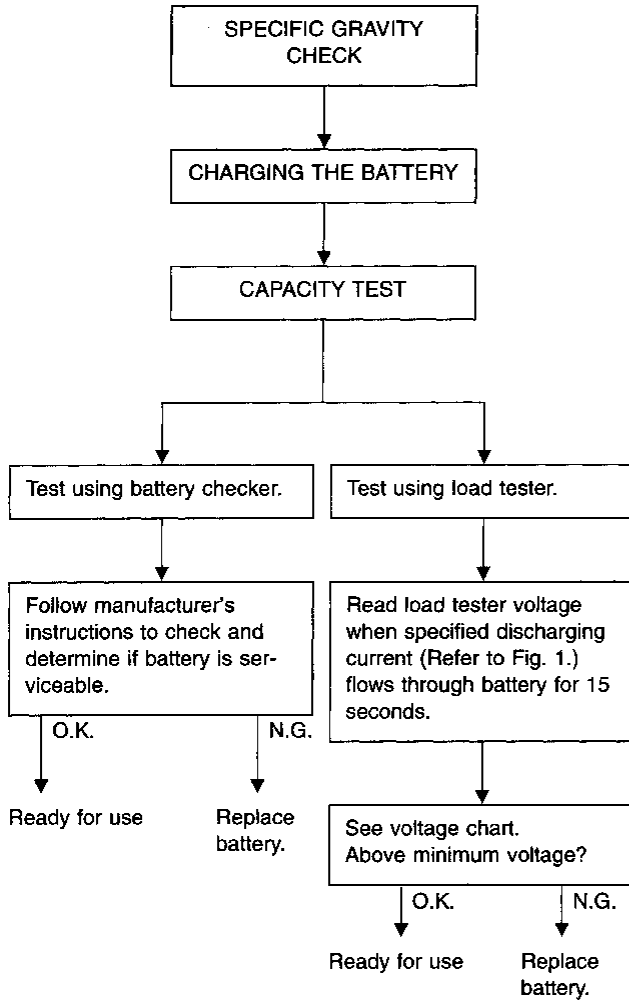 SPECIFIC GRAVITY
CHECK
CHARGING THE BATTERY
CAPACITY TEST
Test using battery checker.
Follow manufacturer's
instructions to check and
determine if battery is ser-
viceable.
O.K.
N.G.
Ready for use
Replace
battery.
Test using load tester.
Read load tester voltage
when specified discharging
current (Refer to Fig. 1.)
flows through battery for 15
seconds.
See voltage chart.
Above minimum voltage?
O.K.
N.G.
Ready for use
Replace
battery.